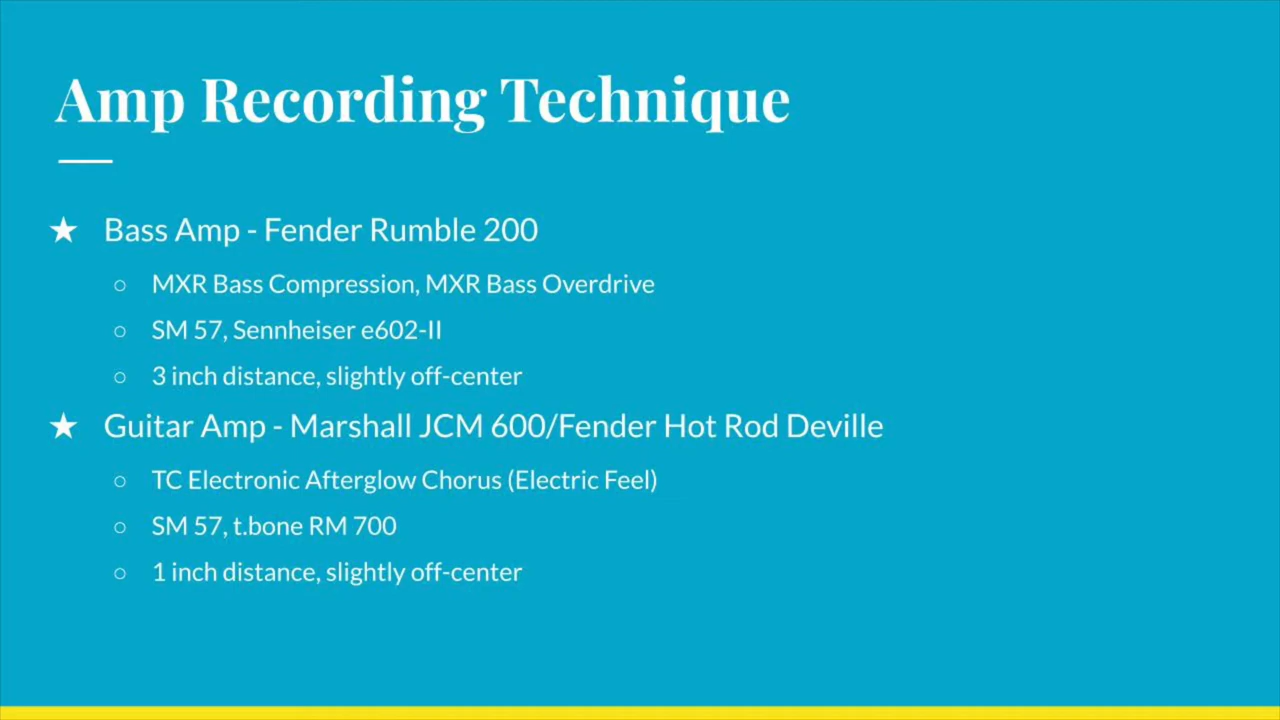 Amp Recording Technique
★ Bass Amp - Fender Rumble 200
○ MXR Bass Compression, MXR Bass Overdrive
○ SM 57, Sennheiser e602-II
○ 3 inch distance, slightly off-center
★ Guitar Amp - Marshall JCM 600/Fender Hot Rod Deville
○ TC Electronic Afterglow Chorus (Electric Feel)
○ SM 57, t.bone RM 700
○ 1 inch distance, slightly off-center